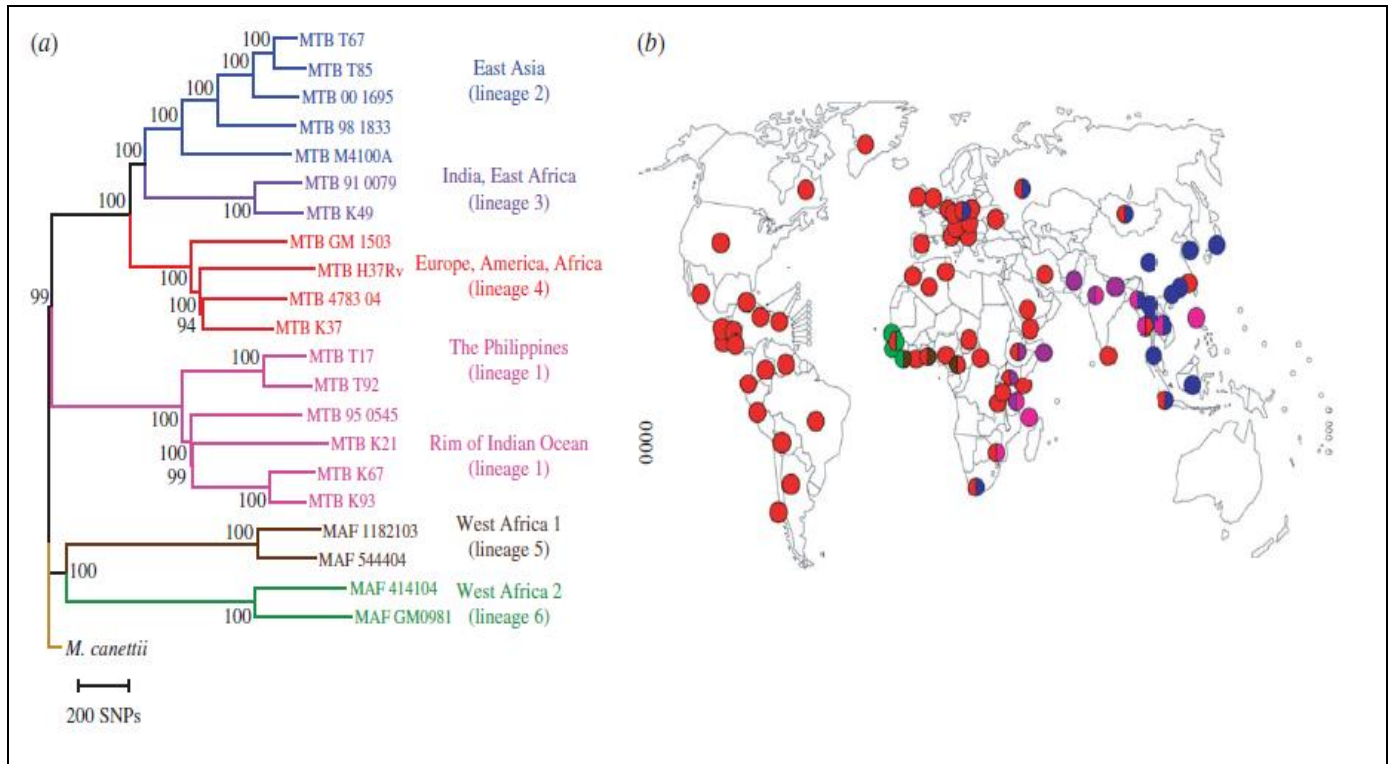 (a)
100 MTB T67
100 MTB T85
100 MTB 00 1695
100 MTB 98 1833
100 MTB M4100A
East Asia
(lineage 2)
100 MTB 91 0079
100 MTB K49
India, East Africa
(lineage 3)
100 MTB GM 1503
100 MTB H37Rv
100 MTB 4783 04
94 MTB K37
Europe, America, Africa
(lineage 4)
99
100 MTB T17
MTB T92
The Philippines
(lineage 1)
100 MTB 95 0545
100 MTB K21
99 MTB K67
100 MTB K93
Rim of Indian Ocean
(lineage 1)
100 MAF 1182103
MAF 544404
West Africa 1
(lineage 5)
100
MAF 414104
100 MAF GM0981
West Africa 2
(lineage 6)
M. canettii
200 SNPs
(b)